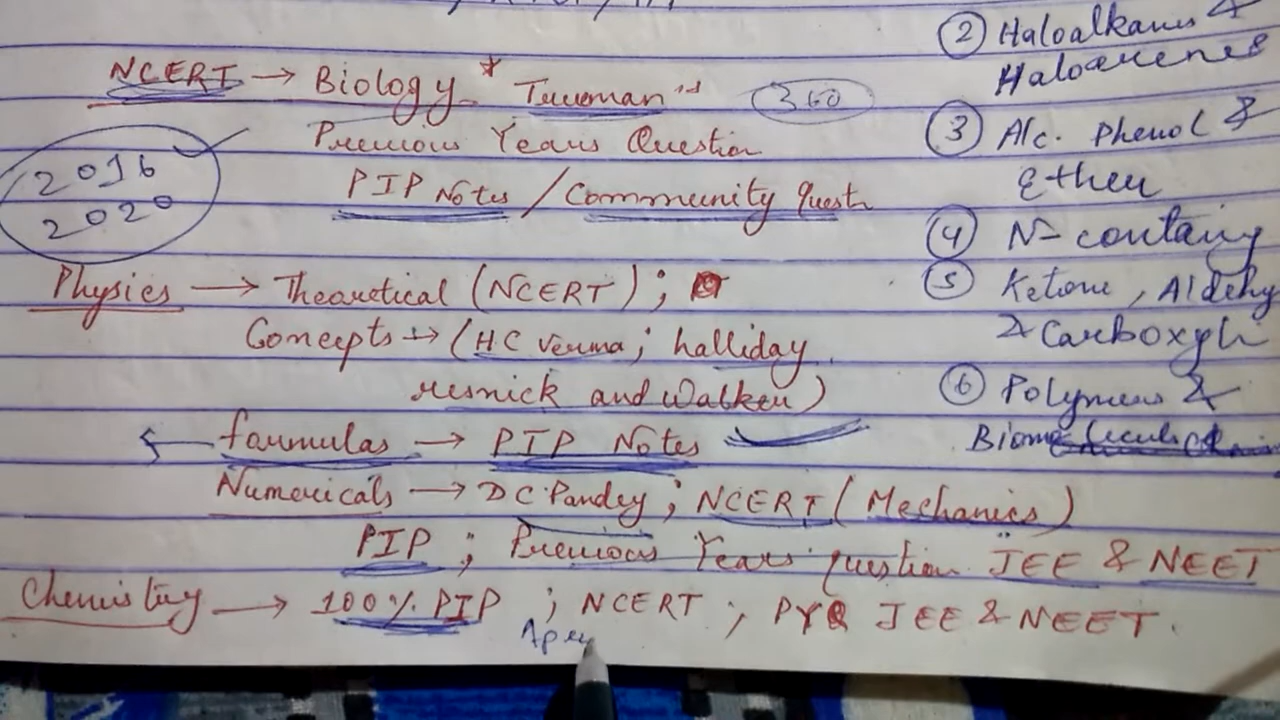 NCERT → Biology * Trueman's 360
Previous Years Question
2016
2020
PIP Notes / Community quest
Physics → Theoretical (NCERT) ;
Concepts → (HC Verma ; halliday
resnick and Walker)
formulas → PIP Notes
Numericals → DC Pandey ; NCERT (Mechanics)
PIP ; Previous Years question JEE & NEET
Chemistry → 100% PIP ; NCERT ; PYQ JEE & NEET.
② Haloalkanes &
Haloarenes
③ Alc. Phenol &
Ether
④ N-
⑤ Ketone, Aldehy
& Carboxyli
⑥ Polymers &